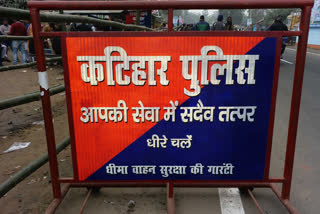 कटिहार पुलिस
आपकी सेवा में सदैव तत्पर
धीरे चलें
धीमा वाहन सुरक्षा की गारंटी